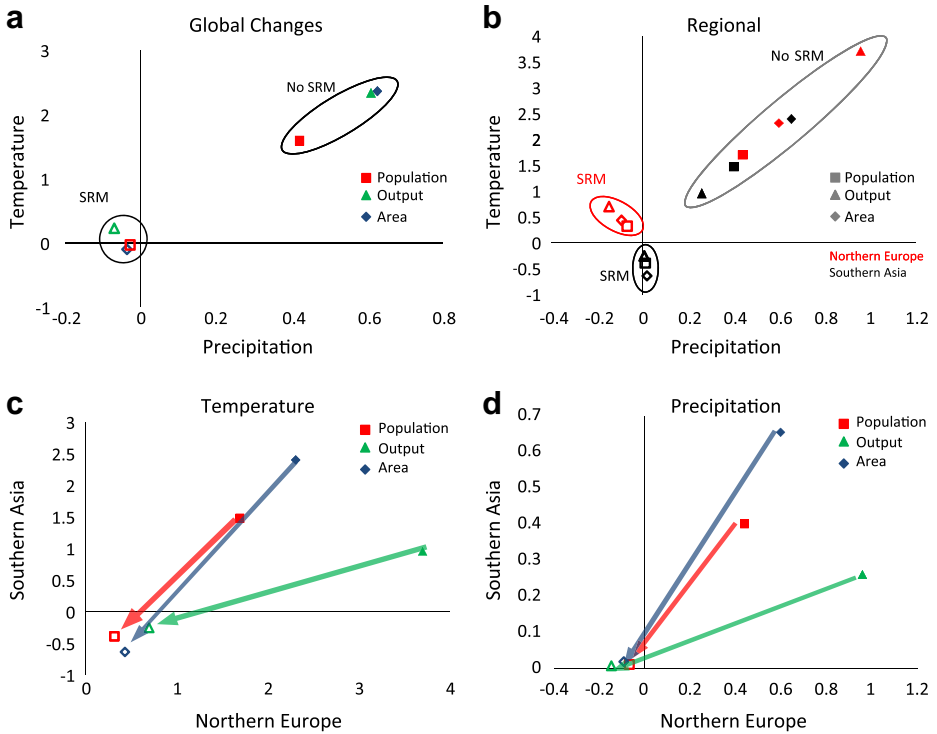 a
Global Changes
3
2
1
0
-1
Temperature
No SRM
SRM
Population
Output
Area
-0.2
0
0.2
0.4
0.6
0.8
Precipitation
b
Regional
4
3.5
3
2.5
2
1.5
1
0.5
0
-0.5
-1
Temperature
No SRM
SRM
SRM
Population
Output
Area
Northern Europe
Southern Asia
-0.4
-0.2
0
0.2
0.4
0.6
0.8
1
1.2
Precipitation
c
Temperature
3
2.5
2
1.5
1
0.5
0
-0.5
-1
Southern Asia
Population
Output
Area
0
1
2
3
4
Northern Europe
d
Precipitation
0.7
0.6
0.5
0.4
0.3
0.2
0.1
0
Southern Asia
Population
Output
Area
-0.4
-0.2
0
0.2
0.4
0.6
0.8
1
1.2
Northern Europe